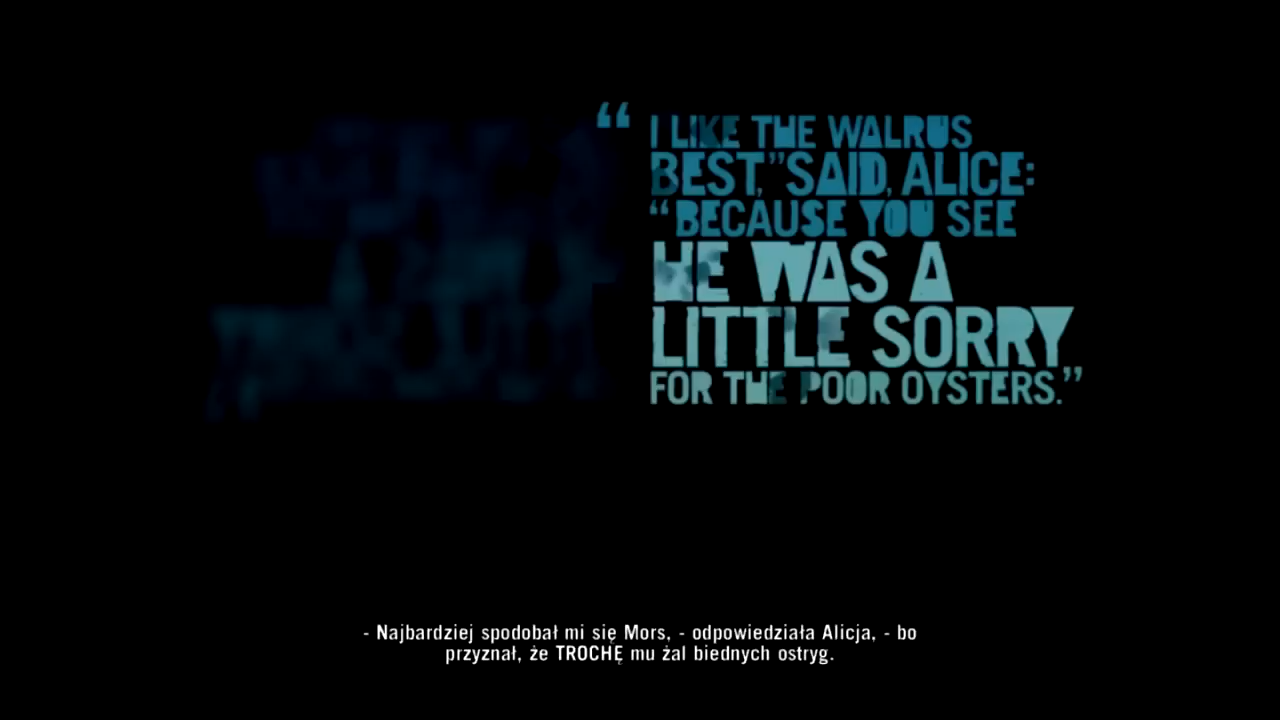 “I LIKE THE WALRUS
BEST,” SAID, ALICE:
“BECAUSE YOU SEE
HE WAS A
LITTLE SORRY
FOR THE POOR OYSTERS.”
- Najbardziej spodobał mi się Mors, - odpowiedziała Alicja, - bo
przyznał, że TROCHĘ mu żal biednych ostryg.